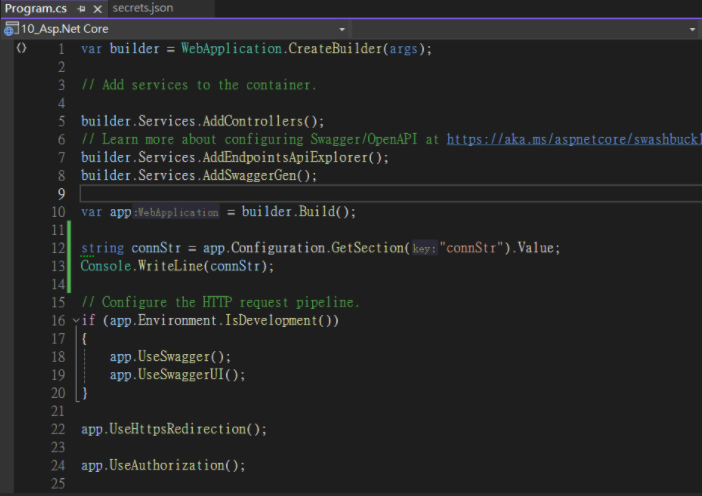 Program.cs secrets.json
10_Asp.Net Core
1 var builder = WebApplication.CreateBuilder(args);
2
3 // Add services to the container.
4
5 builder.Services.AddControllers();
6 // Learn more about configuring Swagger/OpenAPI at https://aka.ms/aspnetcore/swashbuckl
7 builder.Services.AddEndpointsApiExplorer();
8 builder.Services.AddSwaggerGen();
9
10 var app:WebApplication = builder.Build();
11
12 string connStr = app.Configuration.GetSection(key:"connStr").Value;
13 Console.WriteLine(connStr);
14
15 // Configure the HTTP request pipeline.
16 if (app.Environment.IsDevelopment())
17 {
18 app.UseSwagger();
19 app.UseSwaggerUI();
20 }
21
22 app.UseHttpsRedirection();
23
24 app.UseAuthorization();
25